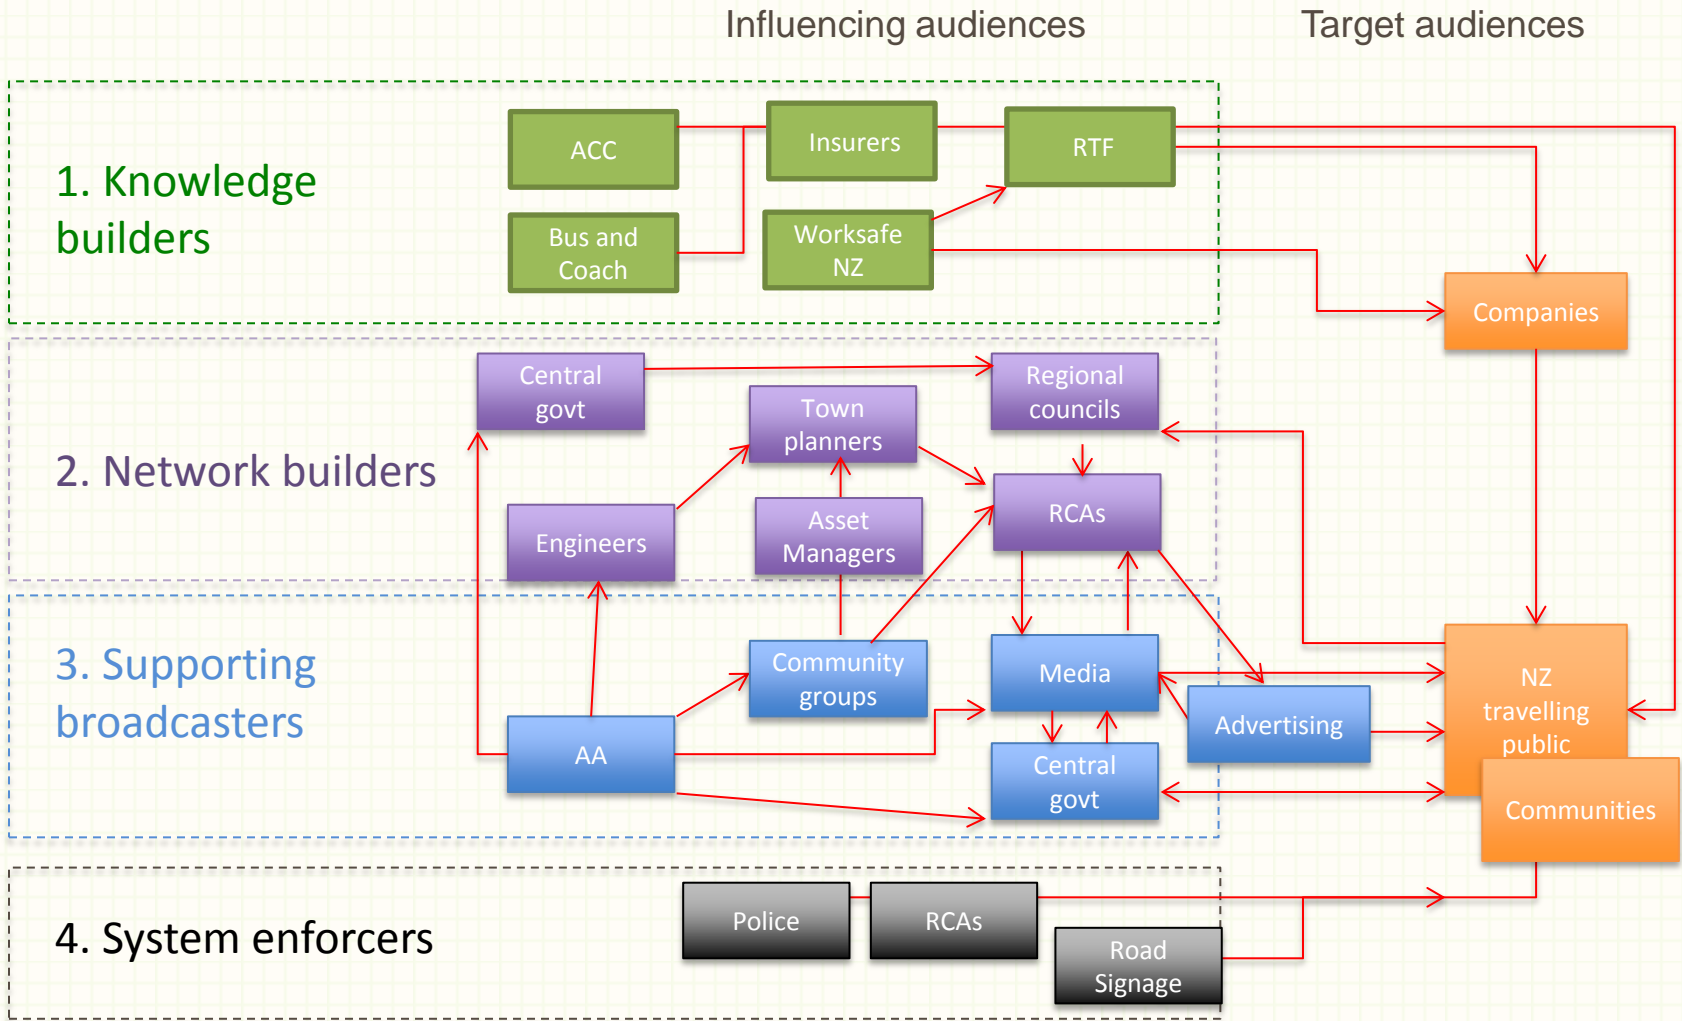 Influencing audiences
Target audiences
1. Knowledge
builders
ACC
Insurers
RTF
Bus and
Coach
Worksafe
NZ
Companies
2. Network builders
Central
govt
Town
planners
Regional
councils
Engineers
Asset
Managers
RCAs
3. Supporting
broadcasters
Community
groups
Media
AA
Central
govt
Advertising
NZ
travelling
public
Communities
4. System enforcers
Police
RCAs
Road
Signage